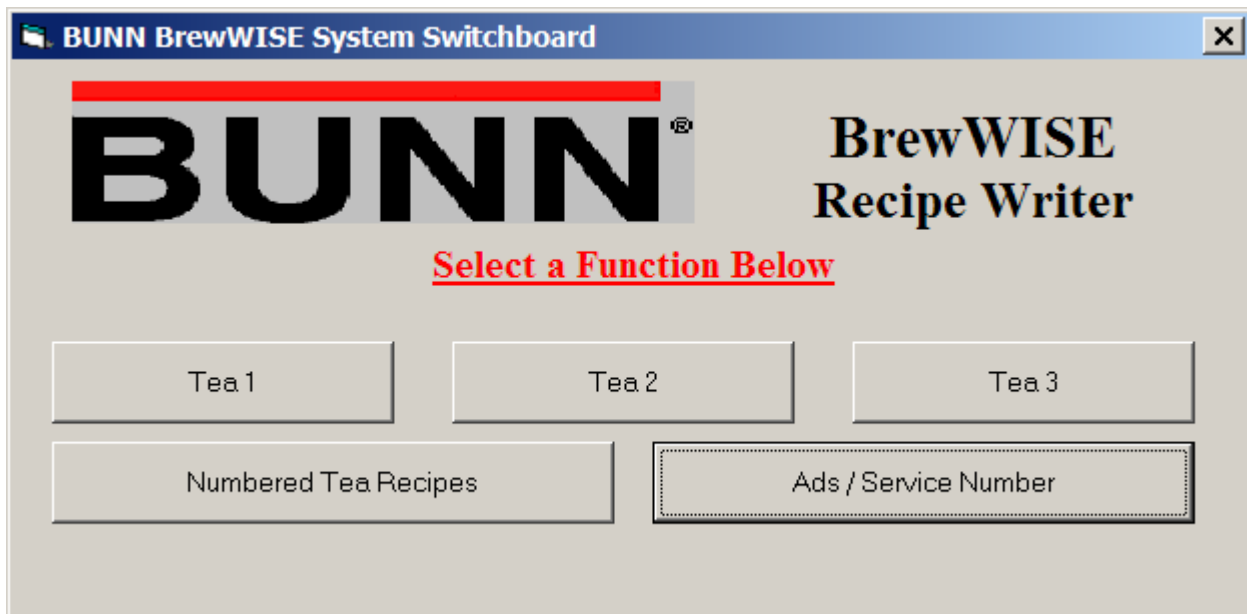 BUNN BrewWISE System Switchboard
BUNN®
BrewWISE
Recipe Writer
Select a Function Below
Tea 1
Tea 2
Tea 3
Numbered Tea Recipes
Ads / Service Number